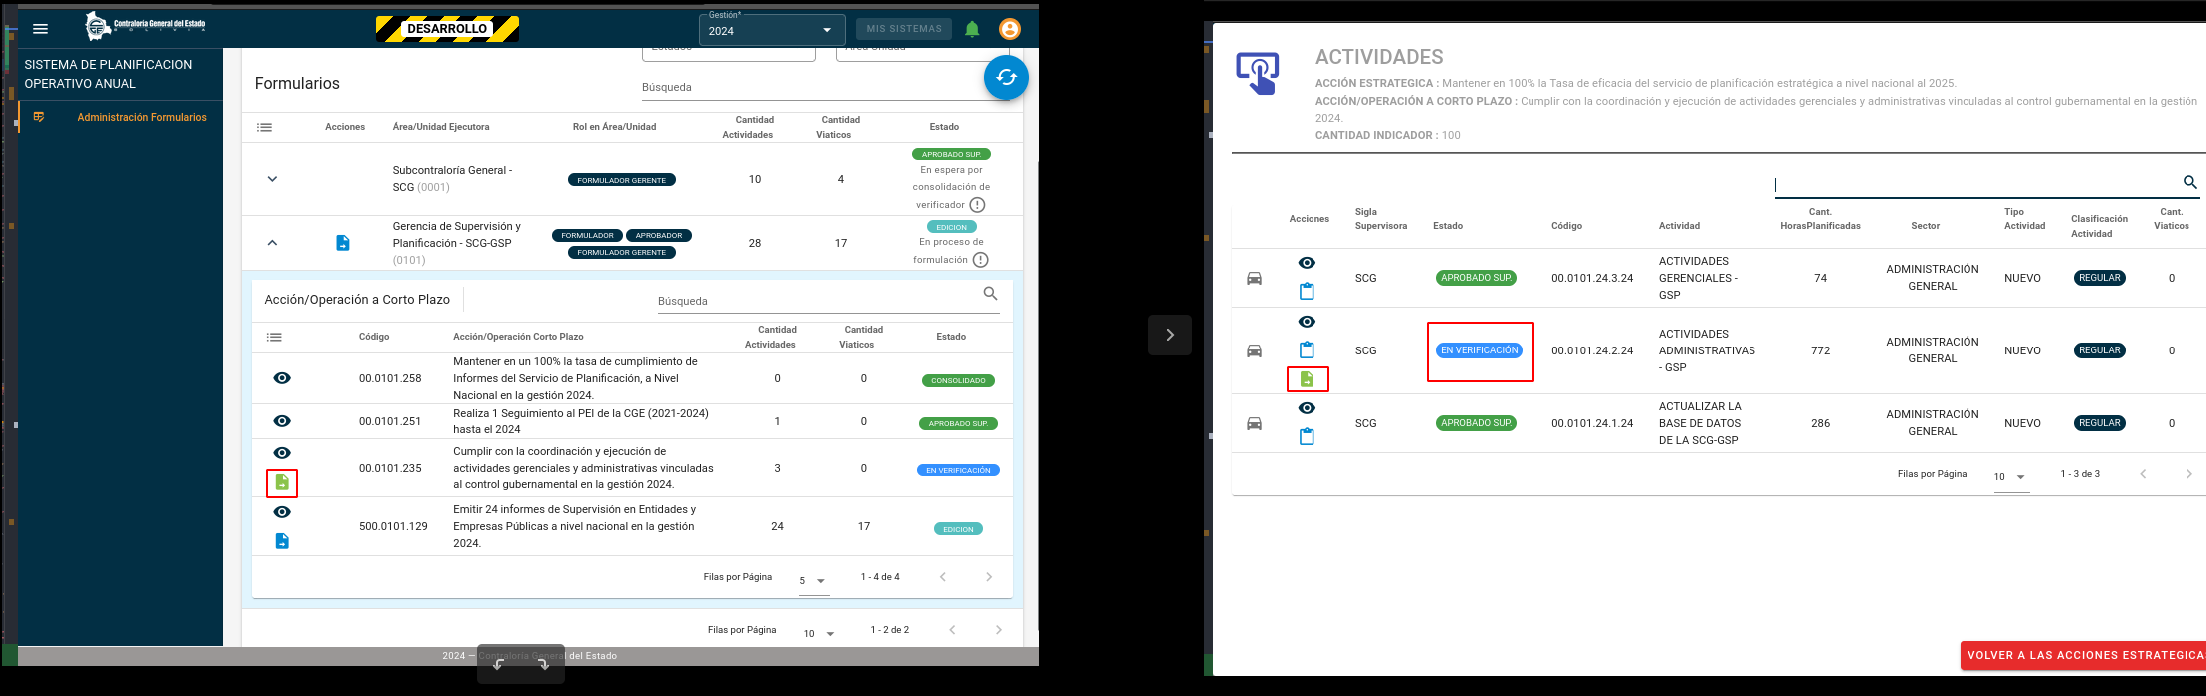 Contraloría General del Estado
B O L I V I A
DESARROLLO
Gestión*
2024
MIS SISTEMAS
SISTEMA DE PLANIFICACION
OPERATIVO ANUAL
Administración Formularios
Formularios
Búsqueda
Acciones Área/Unidad Ejecutora Rol en Área/Unidad Cantidad Actividades Cantidad Viaticos Estado
Subcontraloría General -
SCG (0001)
FORMULADOR GERENTE
10
4
APROBADO SUP.
En espera por
consolidación de
verificador
Gerencia de Supervisión y
Planificación - SCG-GSP
(0101)
FORMULADOR APROBADOR
FORMULADOR GERENTE
28
17
EDICION
En proceso de
formulación
Acción/Operación a Corto Plazo
Búsqueda
Código Acción/Operación Corto Plazo Cantidad Actividades Cantidad Viaticos Estado
00.0101.258
Mantener en un 100% la tasa de cumplimiento de
Informes del Servicio de Planificación, a Nivel
Nacional en la gestión 2024.
0
0
CONSOLIDADO
00.0101.251
Realiza 1 Seguimiento al PEI de la CGE (2021-2024)
hasta el 2024
1
0
APROBADO SUP.
00.0101.235
Cumplir con la coordinación y ejecución de
actividades gerenciales y administrativas vinculadas
al control gubernamental en la gestión 2024.
3
0
EN VERIFICACIÓN
500.0101.129
Emitir 24 informes de Supervisión en Entidades y
Empresas Públicas a nivel nacional en la gestión
2024.
24
17
EDICION
Filas por Página 5 1 - 4 de 4
Filas por Página 10 1 - 2 de 2
2024 — Contraloría General del Estado
ACTIVIDADES
ACCIÓN ESTRATEGICA : Mantener en 100% la Tasa de eficacia del servicio de planificación estratégica a nivel nacional al 2025.
ACCIÓN/OPERACIÓN A CORTO PLAZO : Cumplir con la coordinación y ejecución de actividades gerenciales y administrativas vinculadas al control gubernamental en la gestión
2024.
CANTIDAD INDICADOR : 100
Acciones Sigla Supervisora Estado Código Actividad Cant. HorasPlanificadas Sector Tipo Actividad Clasificación Actividad Cant. Viaticos
SCG
APROBADO SUP.
00.0101.24.3.24
ACTIVIDADES
GERENCIALES -
GSP
74
ADMINISTRACIÓN
GENERAL
NUEVO
REGULAR
0
SCG
EN VERIFICACIÓN
00.0101.24.2.24
ACTIVIDADES
ADMINISTRATIVAS
- GSP
772
ADMINISTRACIÓN
GENERAL
NUEVO
REGULAR
0
SCG
APROBADO SUP.
00.0101.24.1.24
ACTUALIZAR LA
BASE DE DATOS
DE LA SCG-GSP
286
ADMINISTRACIÓN
GENERAL
NUEVO
REGULAR
0
Filas por Página 10 1 - 3 de 3
VOLVER A LAS ACCIONES ESTRATEGICA